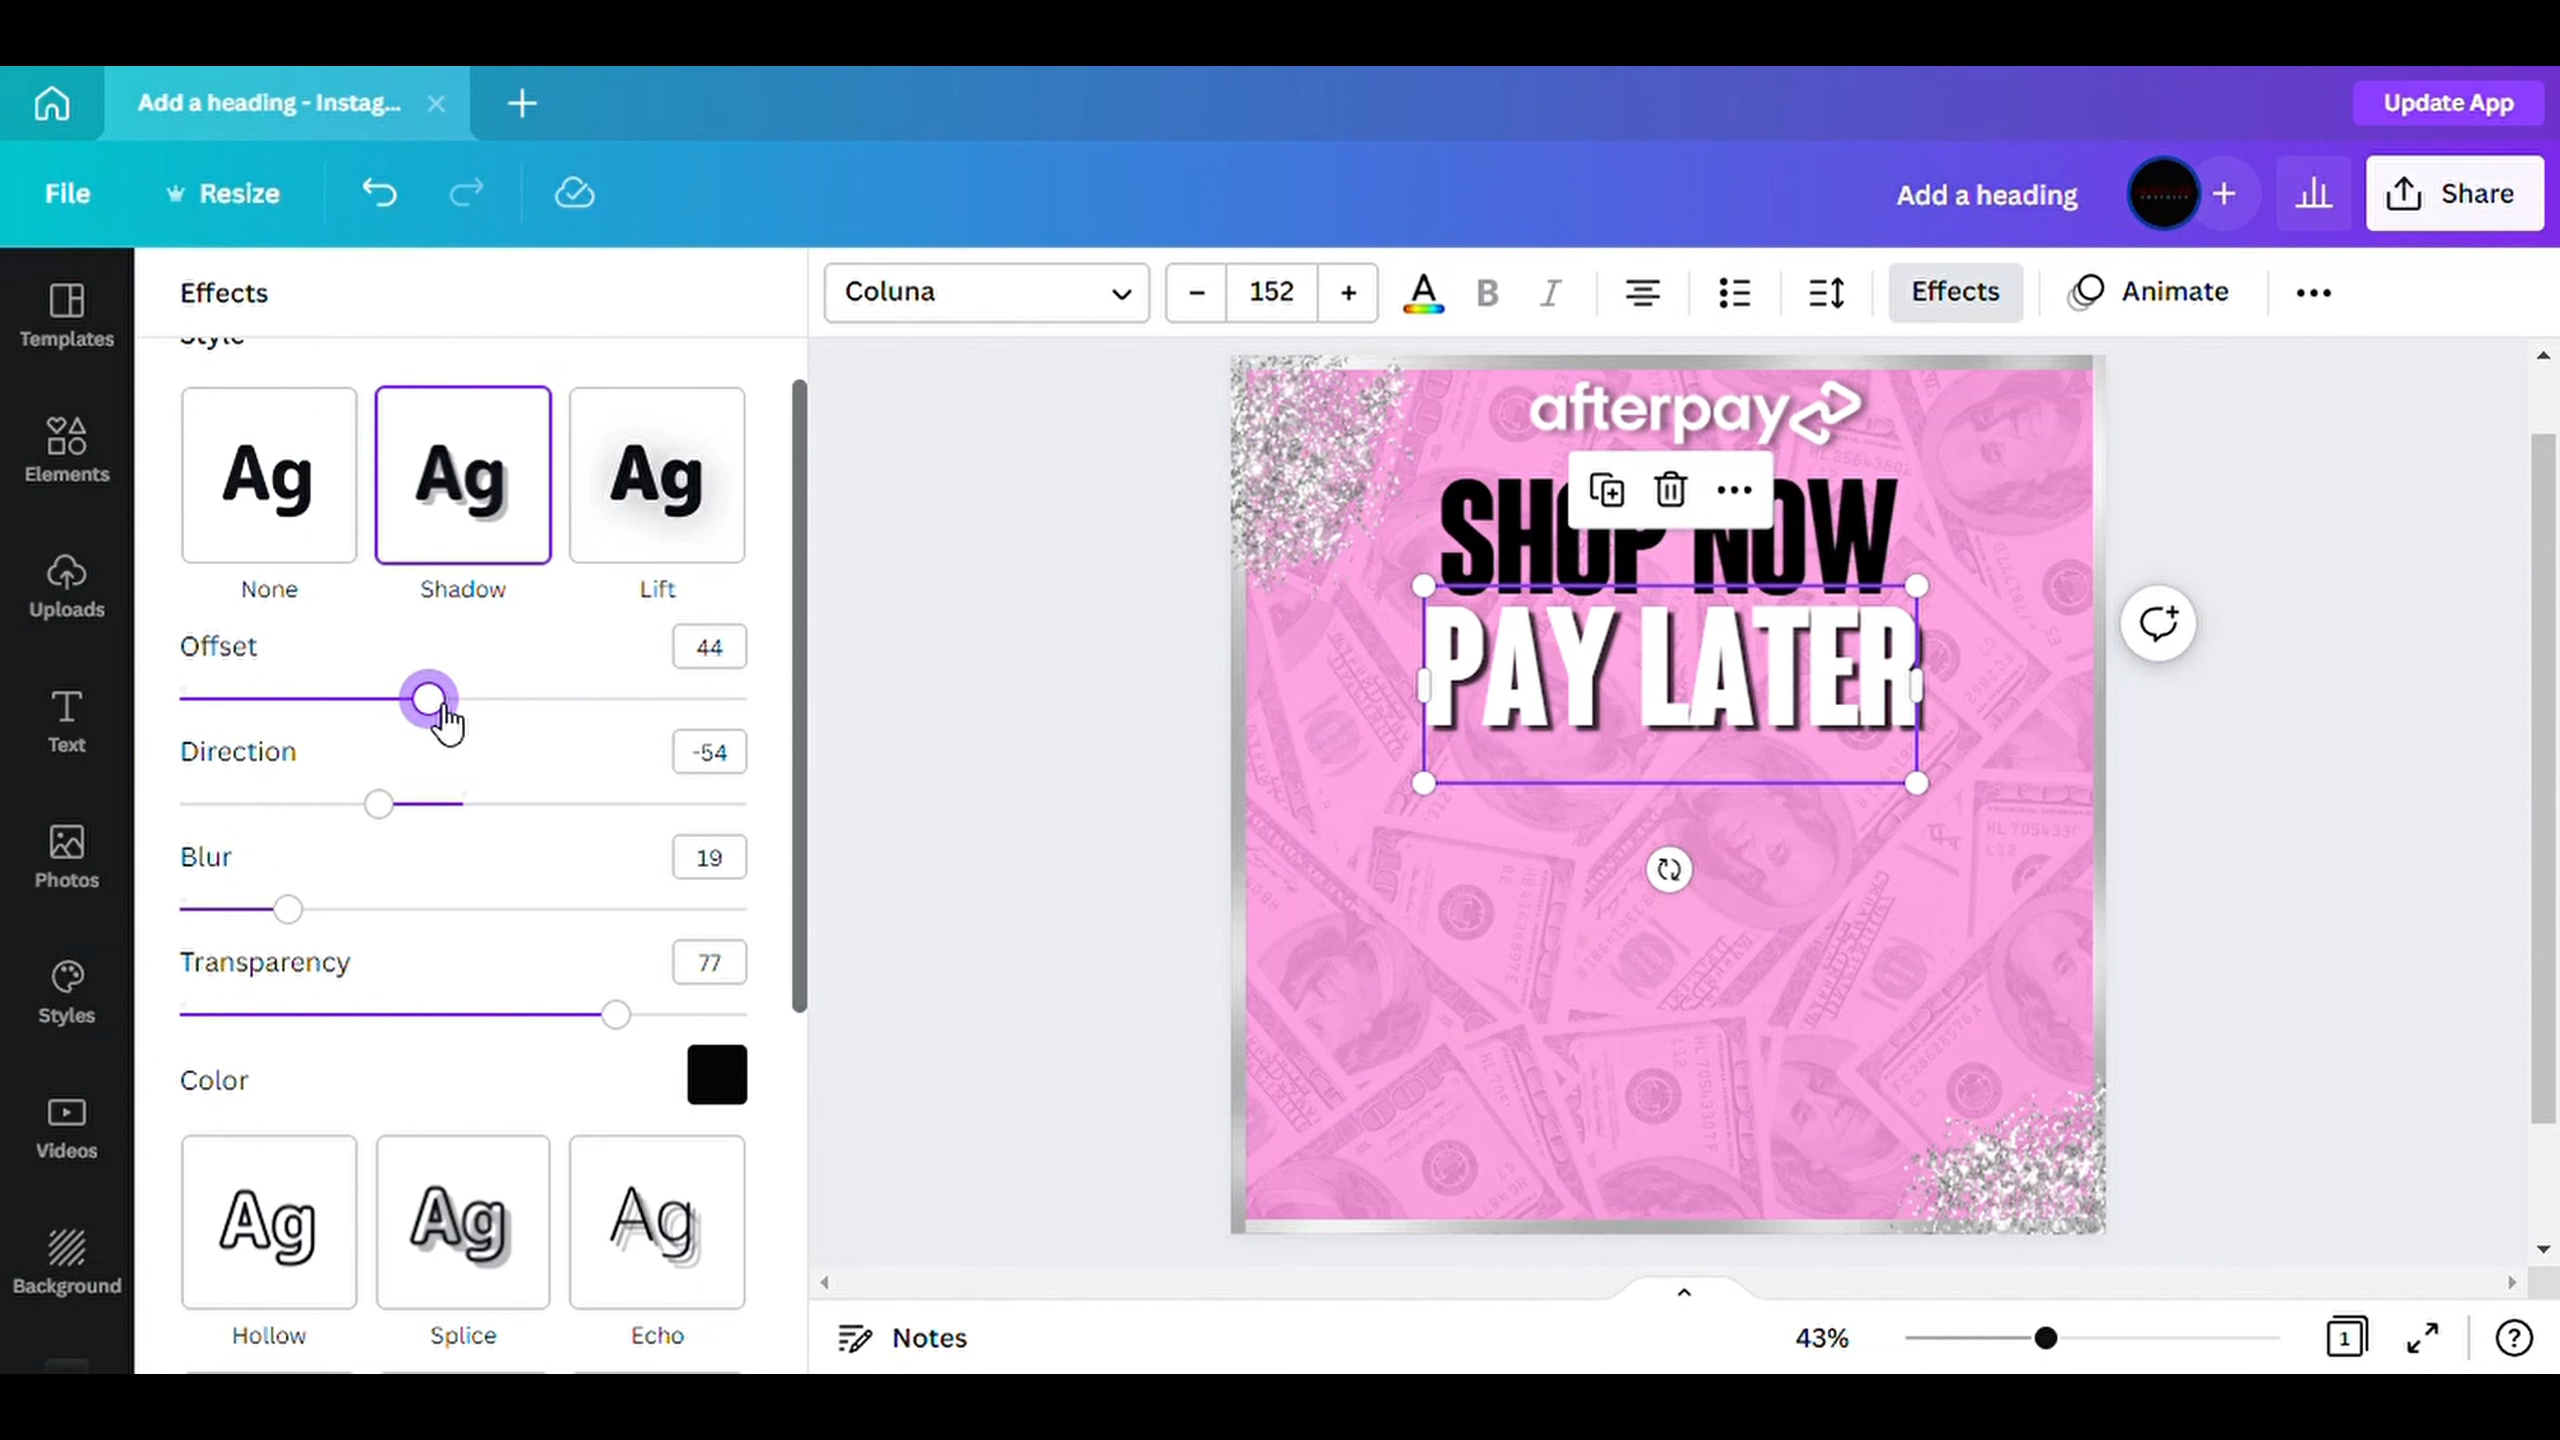 Add a heading - Instag...
Update App
File
Resize
Add a heading
Share
Templates
Elements
Uploads
Text
Photos
Styles
Videos
Background
Effects
Style
Ag
Ag
Ag
None
Shadow
Lift
Offset
44
Direction
-54
Blur
19
Transparency
77
Color
Ag
Ag
Ag
Hollow
Splice
Echo
Coluna
152
A
B
I
Effects
Animate
afterpay
SHOP NOW
PAY LATER
Notes
43%
1
?